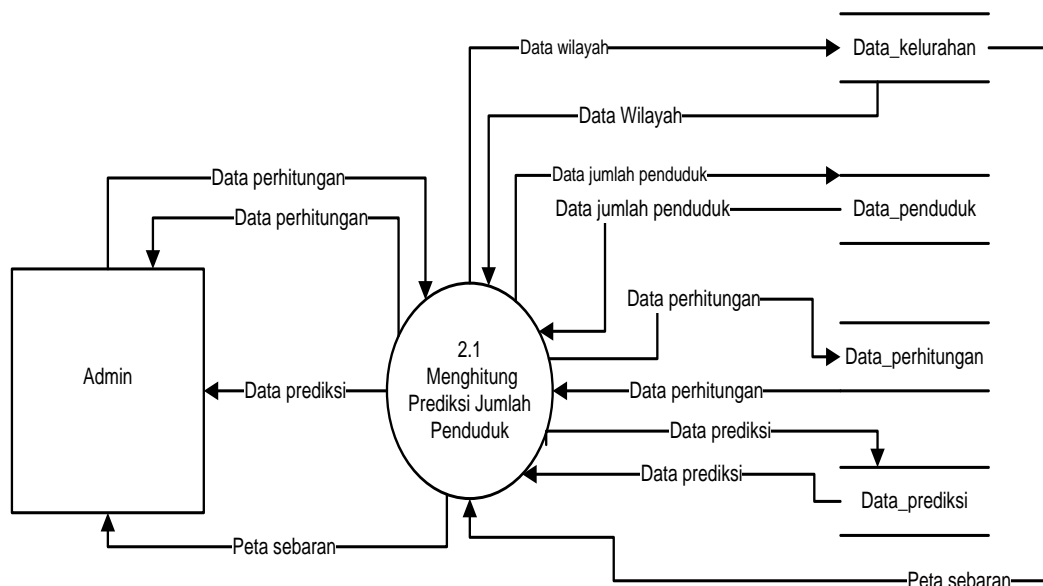 Data wilayah
Data_kelurahan
Data Wilayah
Data perhitungan
Data jumlah penduduk
Data perhitungan
Data jumlah penduduk
Data_penduduk
Data perhitungan
Admin
2.1
Menghitung
Prediksi Jumlah
Penduduk
Data_perhitungan
Data prediksi
Data perhitungan
Data prediksi
Data prediksi
Data_prediksi
Peta sebaran
Peta sebaran